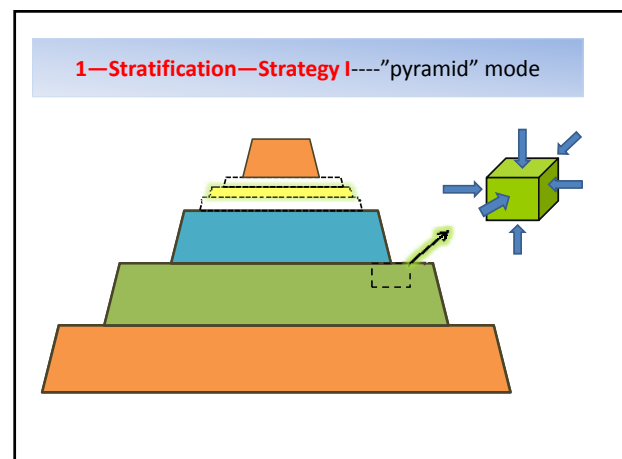 1—Stratification—Strategy I----”pyramid” mode